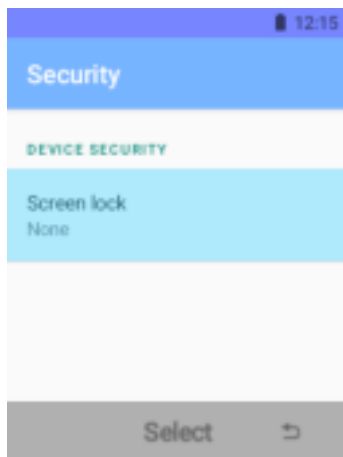 12:15
Security
DEVICE SECURITY
Screen lock
None
Select